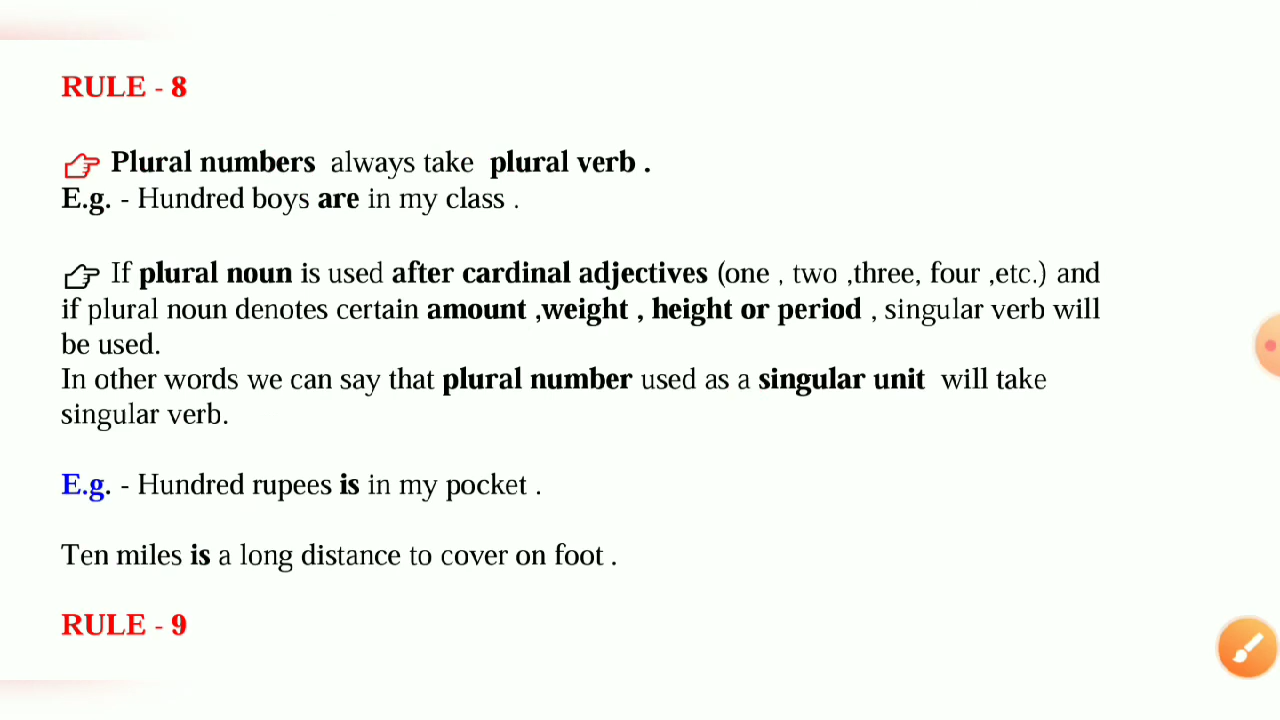 RULE - 8
👉 Plural numbers always take plural verb .
E.g. - Hundred boys are in my class .
👉 If plural noun is used after cardinal adjectives (one , two ,three, four ,etc.) and
if plural noun denotes certain amount ,weight , height or period , singular verb will
be used.
In other words we can say that plural number used as a singular unit will take
singular verb.
E.g. - Hundred rupees is in my pocket .
Ten miles is a long distance to cover on foot .
RULE - 9